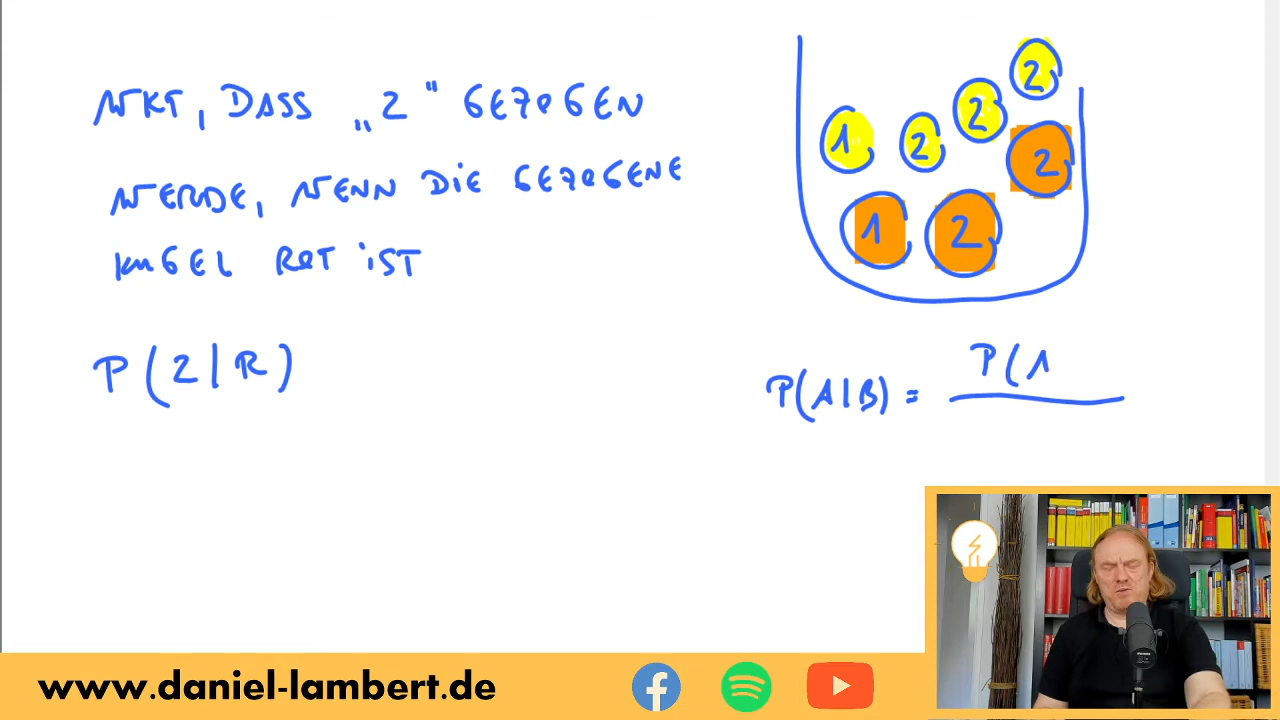 WKT, DASS „2" GEZOGEN
WERDE, WENN DIE GEZOGENE
KUGEL ROT IST
P(2|R)
2
2
1
2
2
1
2
P(A|B) = P(A
www.daniel-lambert.de